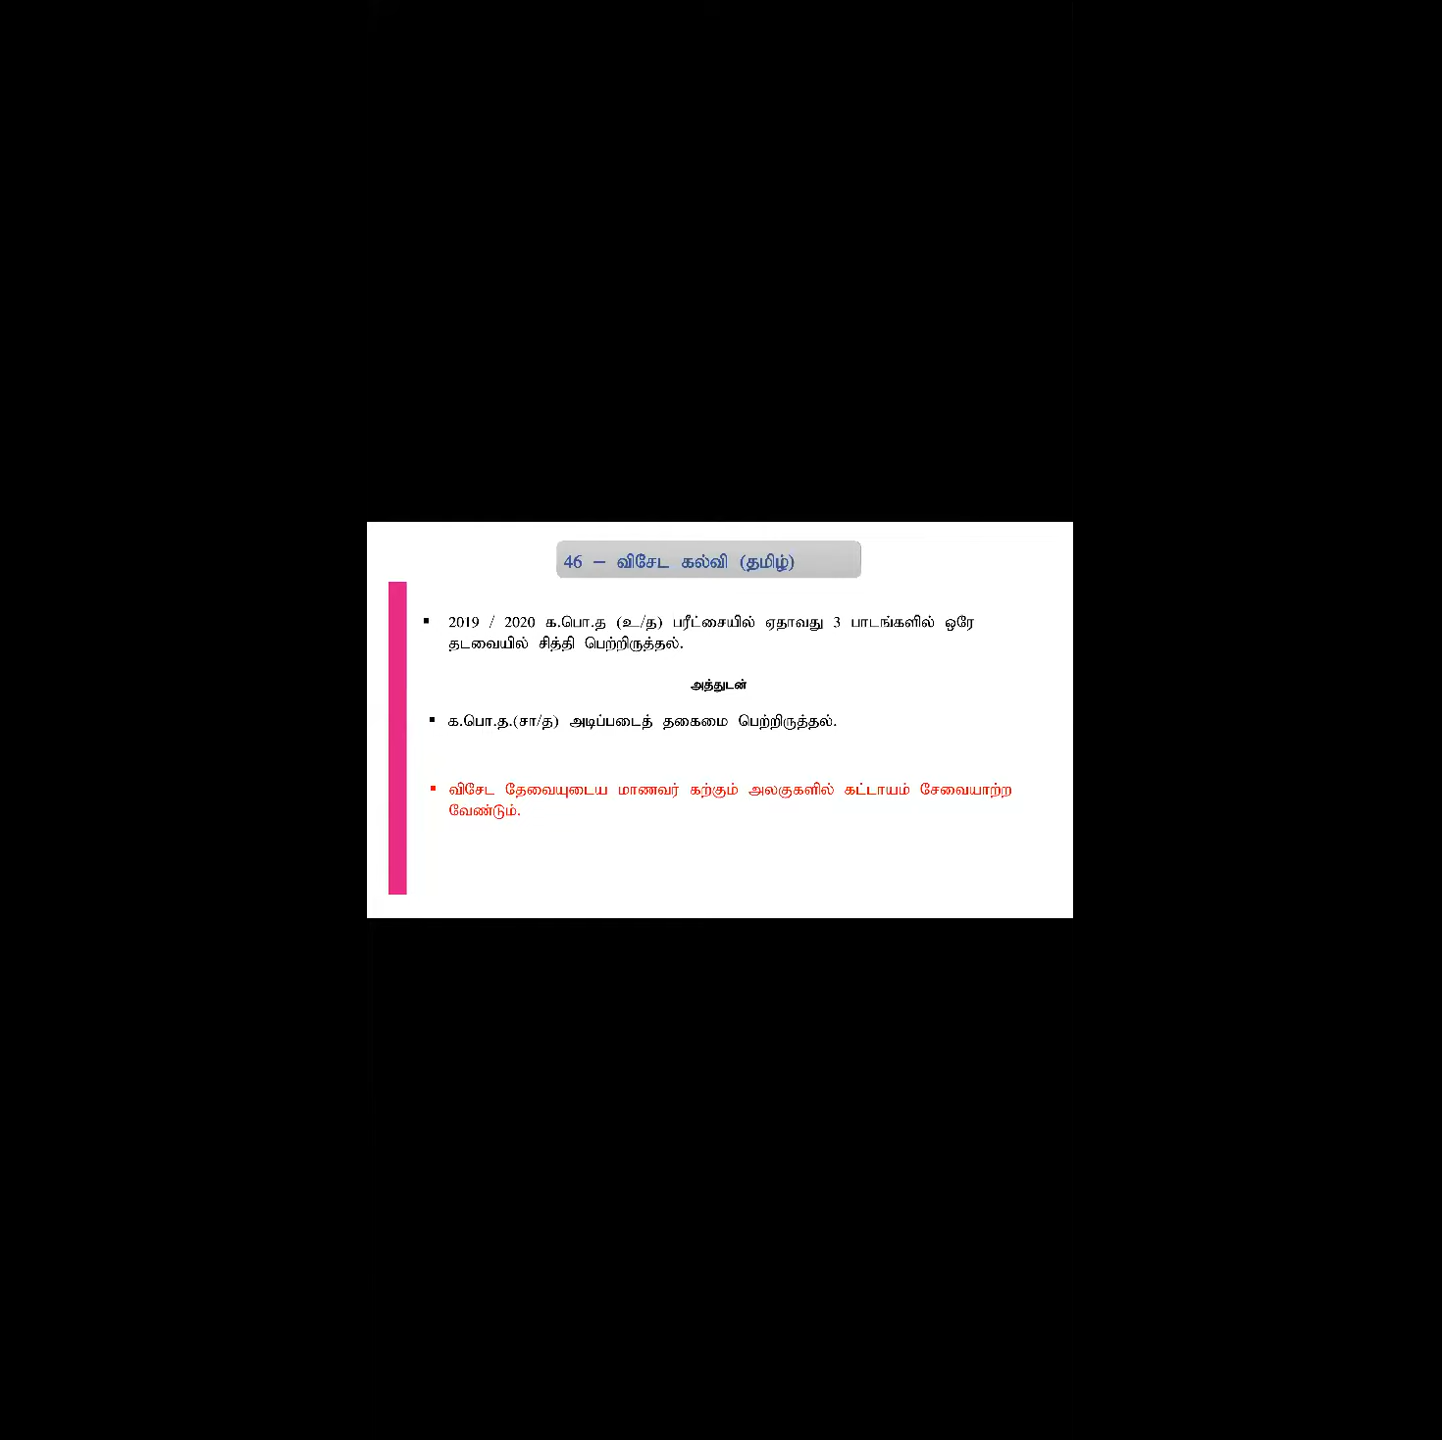 46 – விசேட கல்வி (தமிழ்)
▪ 2019 / 2020 க.பொ.த (உ/த) பரீட்சையில் ஏதாவது 3 பாடங்களில் ஒரே
தடவையில் சித்தி பெற்றிருத்தல்.
அத்துடன்
▪ க.பொ.த.(சா/த) அடிப்படைத் தகைமை பெற்றிருத்தல்.
▪ விசேட தேவையுடைய மாணவர் கற்கும் அலகுகளில் கட்டாயம் சேவையாற்ற
வேண்டும்.